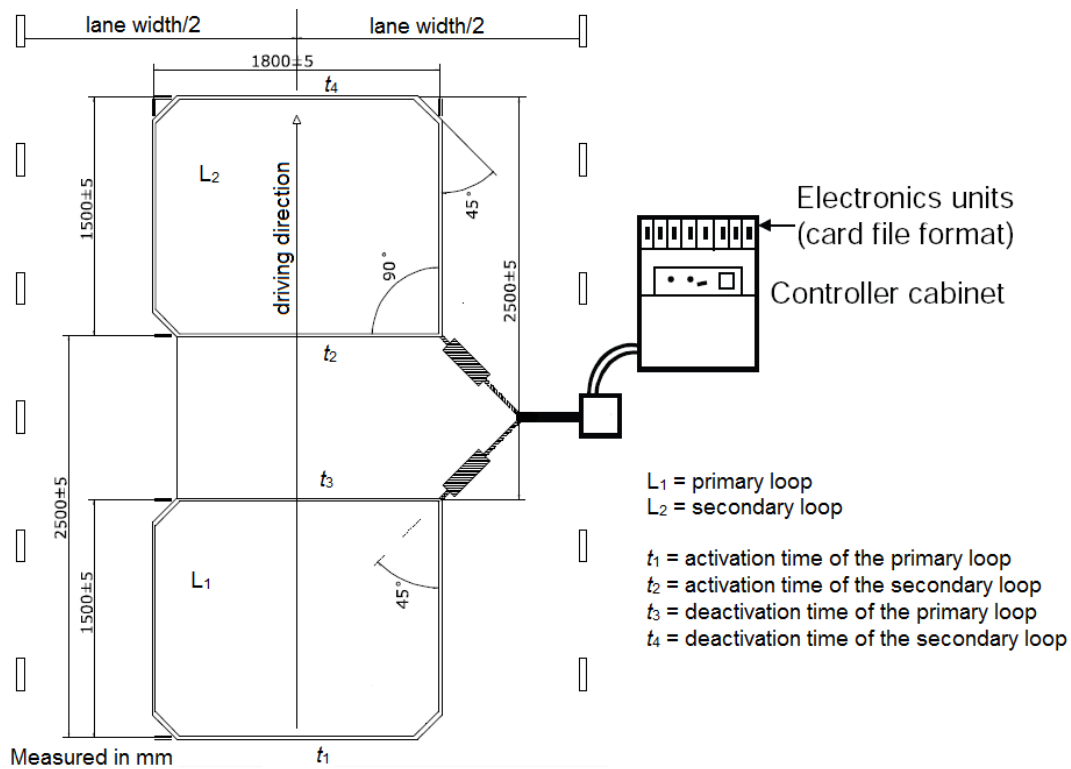 lane width/2
lane width/2
1800±5
t4
L2
driving direction
1500±5
45°
90°
2500±5
t2
Electronics units
(card file format)
Controller cabinet
t3
2500±5
1500±5
L1
45°
L1 = primary loop
L2 = secondary loop
t1 = activation time of the primary loop
t2 = activation time of the secondary loop
t3 = deactivation time of the primary loop
t4 = deactivation time of the secondary loop
Measured in mm
t1